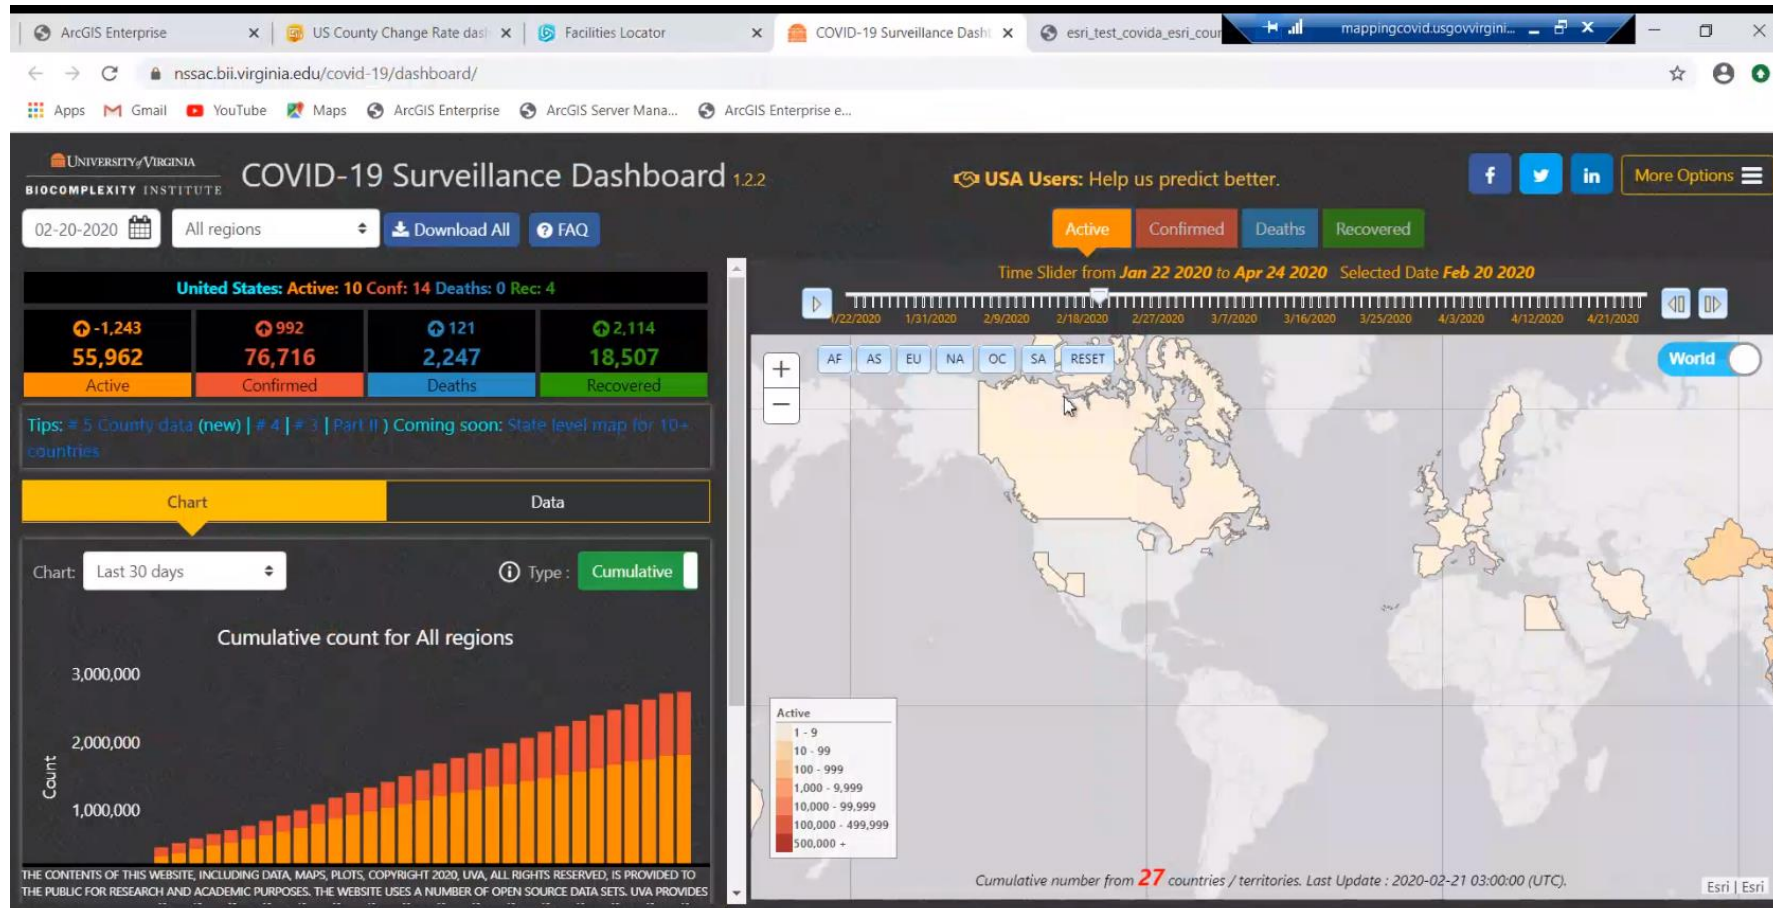 ArcGIS Enterprise
US County Change Rate das
Facilities Locator
COVID-19 Surveillance Dash
esri_test_covida_esri_cour
mappingcovid.usgovvirgini...
nssac.bii.virginia.edu/covid-19/dashboard/
Apps Gmail YouTube Maps ArcGIS Enterprise ArcGIS Server Mana... ArcGIS Enterprise e...
UNIVERSITY of VIRGINIA
BIOCOMPLEXITY INSTITUTE
COVID-19 Surveillance Dashboard 1.2.2
USA Users: Help us predict better.
f
in
More Options
02-20-2020
All regions
Download All
? FAQ
Active Confirmed Deaths Recovered
United States: Active: 10 Conf: 14 Deaths: 0 Rec: 4
-1,243 992 121 2,114
55,962 76,716 2,247 18,507
Active Confirmed Deaths Recovered
Tips: # 5 County data (new) | # 4 | # 3 | Part II ) Coming soon: State level map for 10+
countries
Chart Data
Chart: Last 30 days
Type : Cumulative
Cumulative count for All regions
3,000,000
2,000,000
1,000,000
Count
THE CONTENTS OF THIS WEBSITE, INCLUDING DATA, MAPS, PLOTS, COPYRIGHT 2020, UVA, ALL RIGHTS RESERVED, IS PROVIDED TO
THE PUBLIC FOR RESEARCH AND ACADEMIC PURPOSES. THE WEBSITE USES A NUMBER OF OPEN SOURCE DATA SETS. UVA PROVIDES
Time Slider from Jan 22 2020 to Apr 24 2020 Selected Date Feb 20 2020
1/22/2020 1/31/2020 2/9/2020 2/18/2020 2/27/2020 3/7/2020 3/16/2020 3/25/2020 4/3/2020 4/12/2020 4/21/2020
+
−
AF AS EU NA OC SA RESET
World
Active
1 - 9
10 - 99
100 - 999
1,000 - 9,999
10,000 - 99,999
100,000 - 499,999
500,000 +
Cumulative number from 27 countries / territories. Last Update : 2020-02-21 03:00:00 (UTC).
Esri | Esri